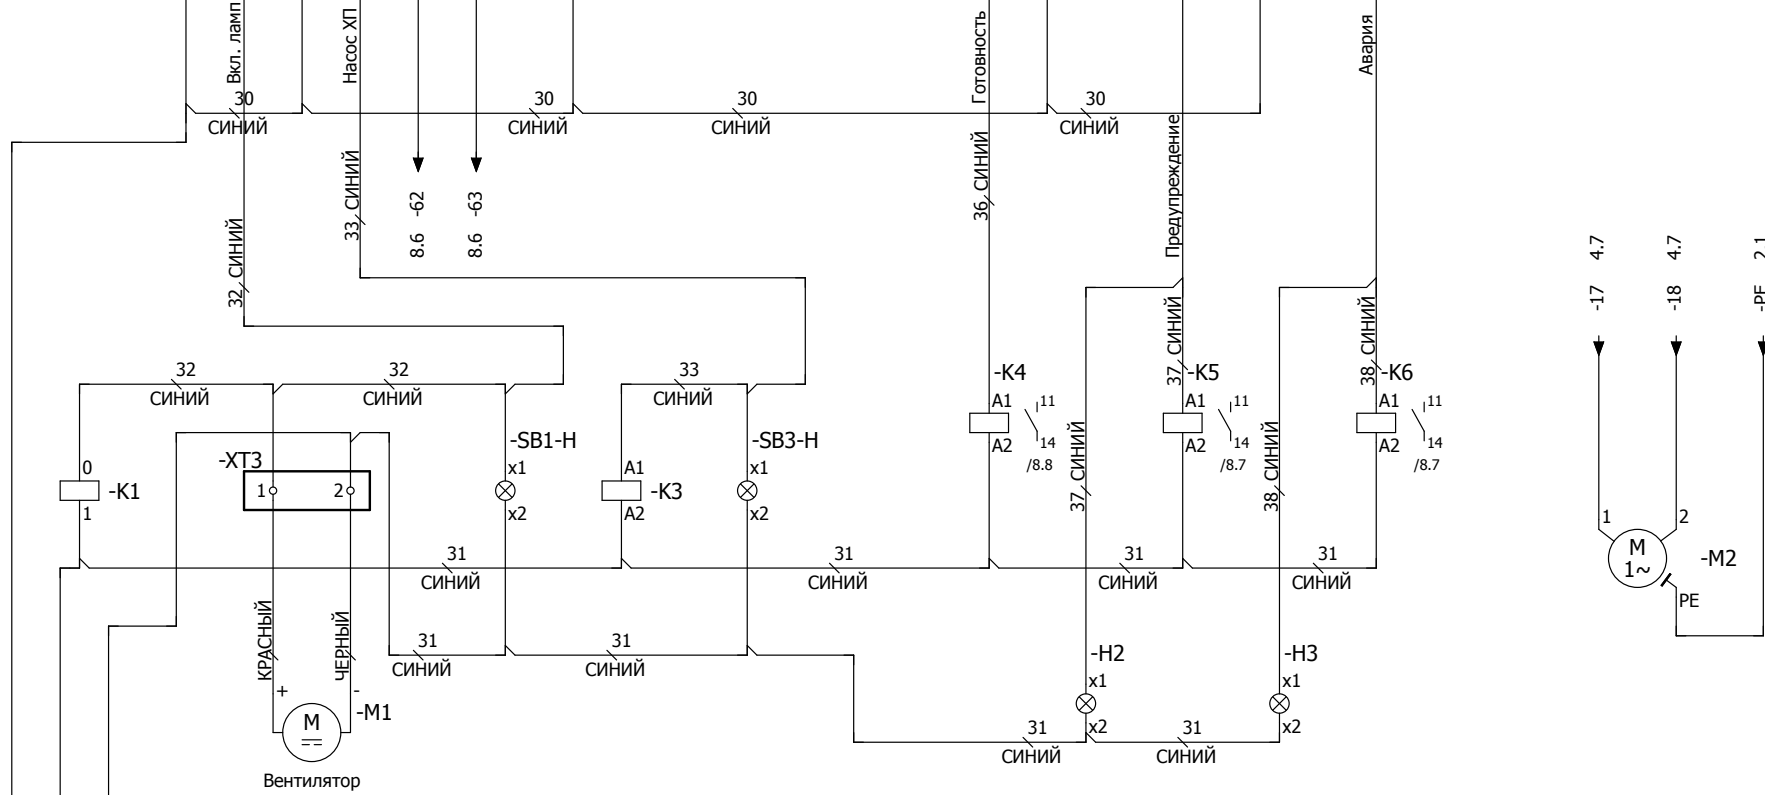 Вкл. ламп
Насос ХП
Готовность
Авария
30
СИНИЙ
30
СИНИЙ
30
СИНИЙ
30
СИНИЙ
Предупреждение
32 СИНИЙ
33 СИНИЙ
8.6 -62
8.6 -63
36 СИНИЙ
-17 4.7
-18 4.7
-PE 2.1
37 СИНИЙ
38 СИНИЙ
32
СИНИЙ
32
СИНИЙ
33
СИНИЙ
-K4
A1
A2
11
14
/8.8
-K5
A1
A2
11
14
/8.7
-K6
A1
A2
11
14
/8.7
37 СИНИЙ
38 СИНИЙ
0
1
-K1
-XT3
1
2
-SB1-H
x1
x2
A1
A2
-K3
-SB3-H
x1
x2
1
2
M
1~
-M2
PE
31
СИНИЙ
31
СИНИЙ
31
СИНИЙ
31
СИНИЙ
КРАСНЫЙ
ЧЕРНЫЙ
31
СИНИЙ
31
СИНИЙ
+
-
M
-M1
Вентилятор
-H2
x1
x2
-H3
x1
x2
31
СИНИЙ
31
СИНИЙ